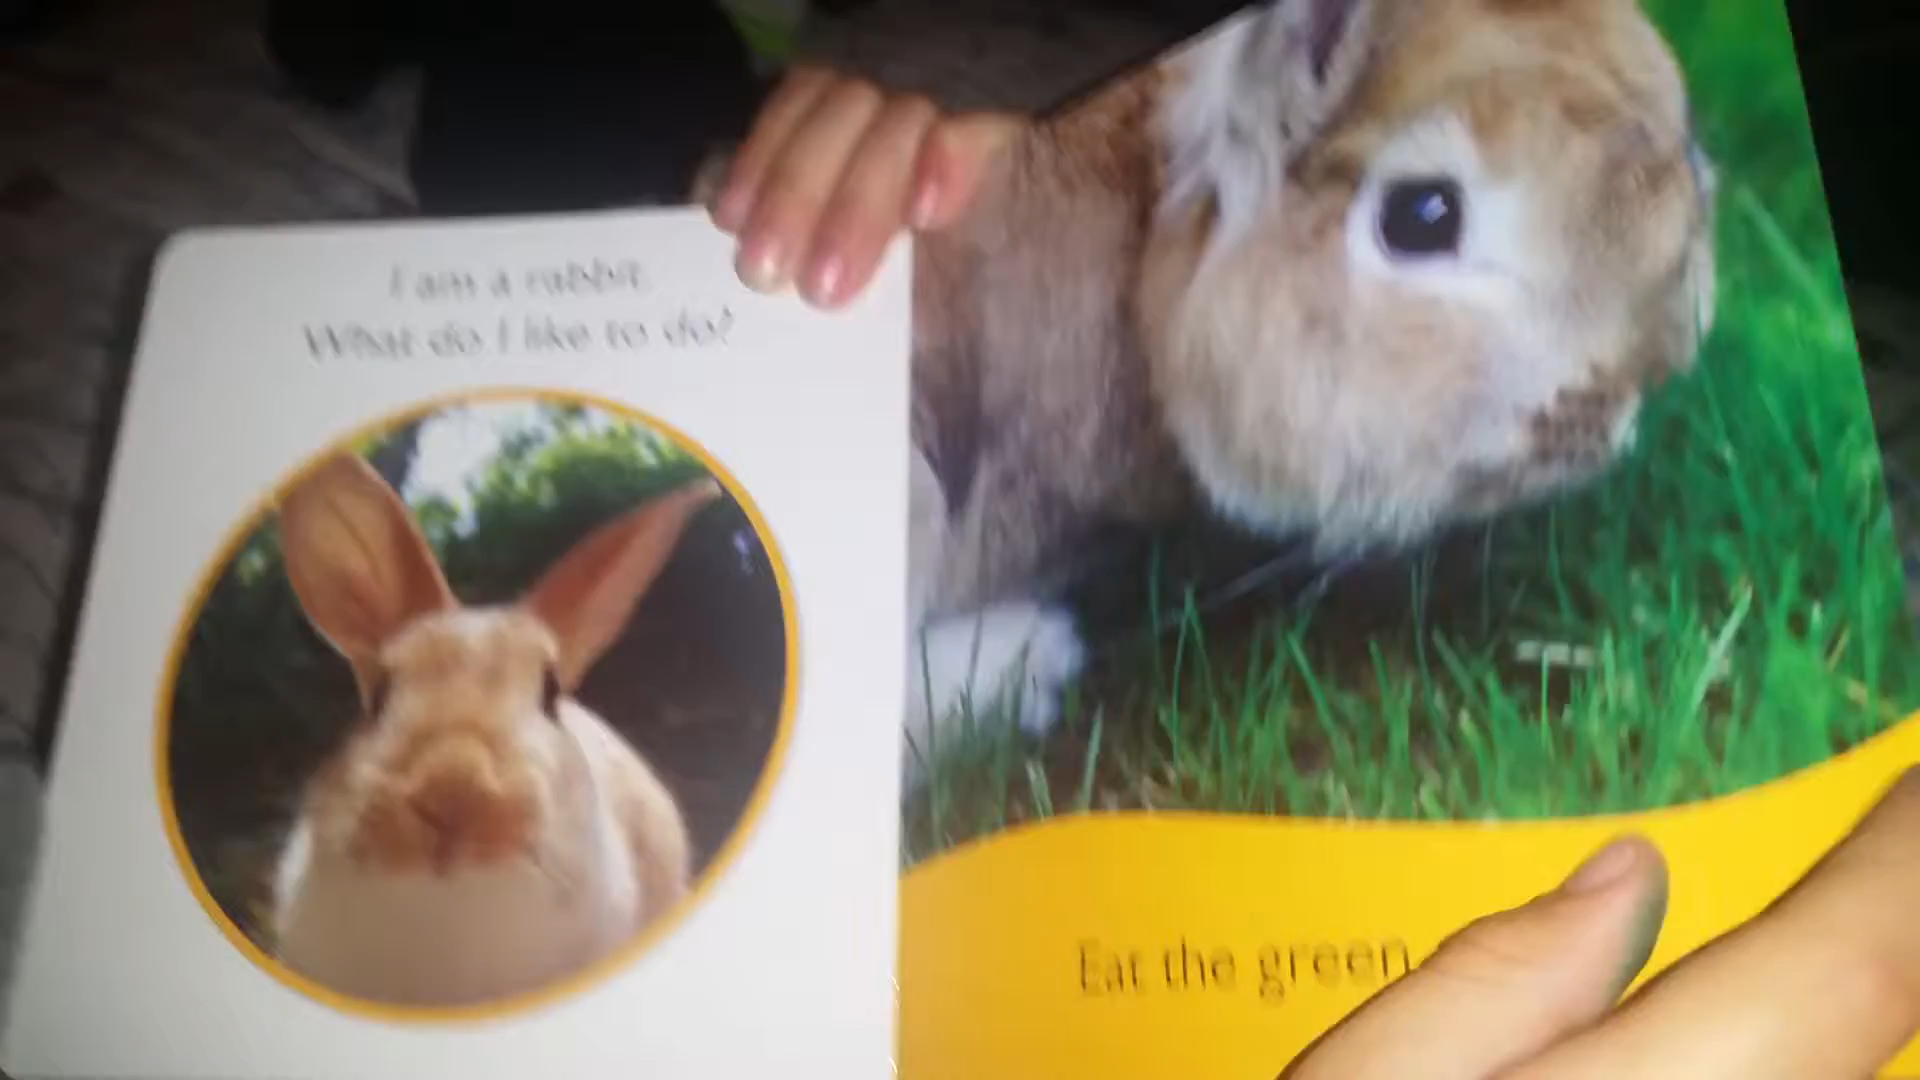 I am a rabbit.
What do I like to do?
Eat the green